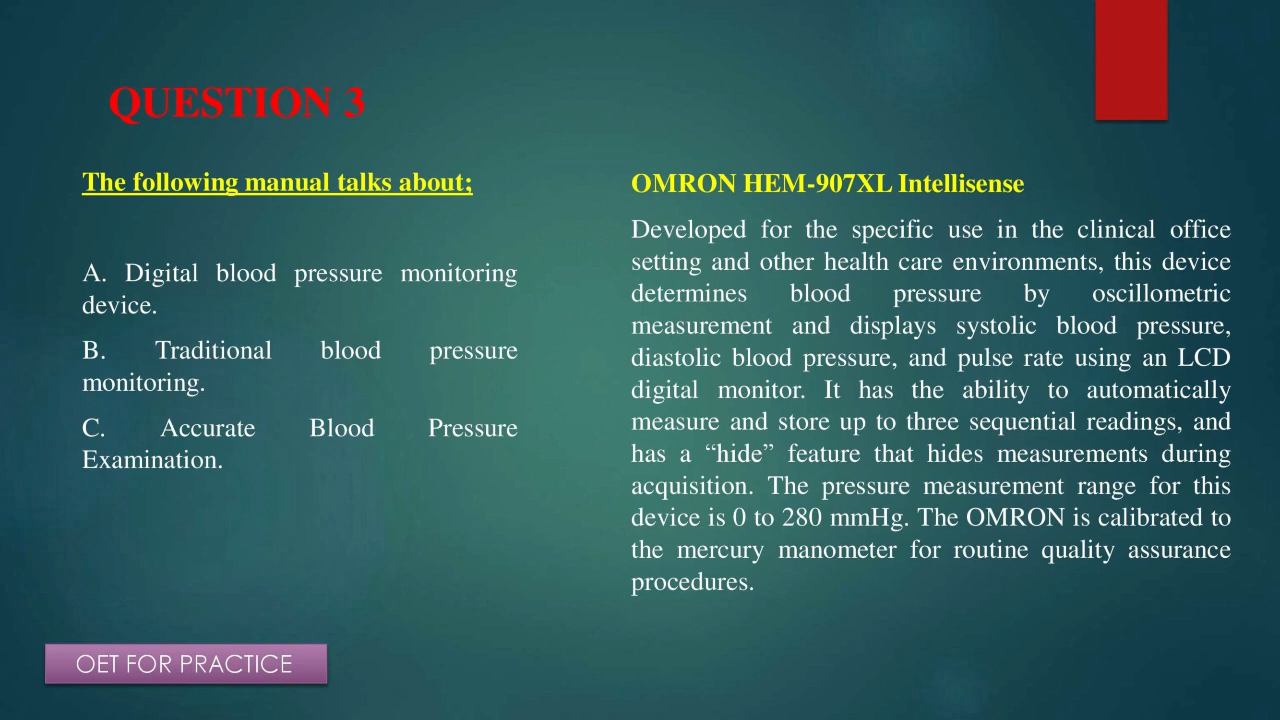 QUESTION 3
The following manual talks about;
A. Digital blood pressure monitoring
device.
B. Traditional blood pressure
monitoring.
C. Accurate Blood Pressure
Examination.
OMRON HEM-907XL Intellisense
Developed for the specific use in the clinical office
setting and other health care environments, this device
determines blood pressure by oscillometric
measurement and displays systolic blood pressure,
diastolic blood pressure, and pulse rate using an LCD
digital monitor. It has the ability to automatically
measure and store up to three sequential readings, and
has a “hide” feature that hides measurements during
acquisition. The pressure measurement range for this
device is 0 to 280 mmHg. The OMRON is calibrated to
the mercury manometer for routine quality assurance
procedures.
OET FOR PRACTICE